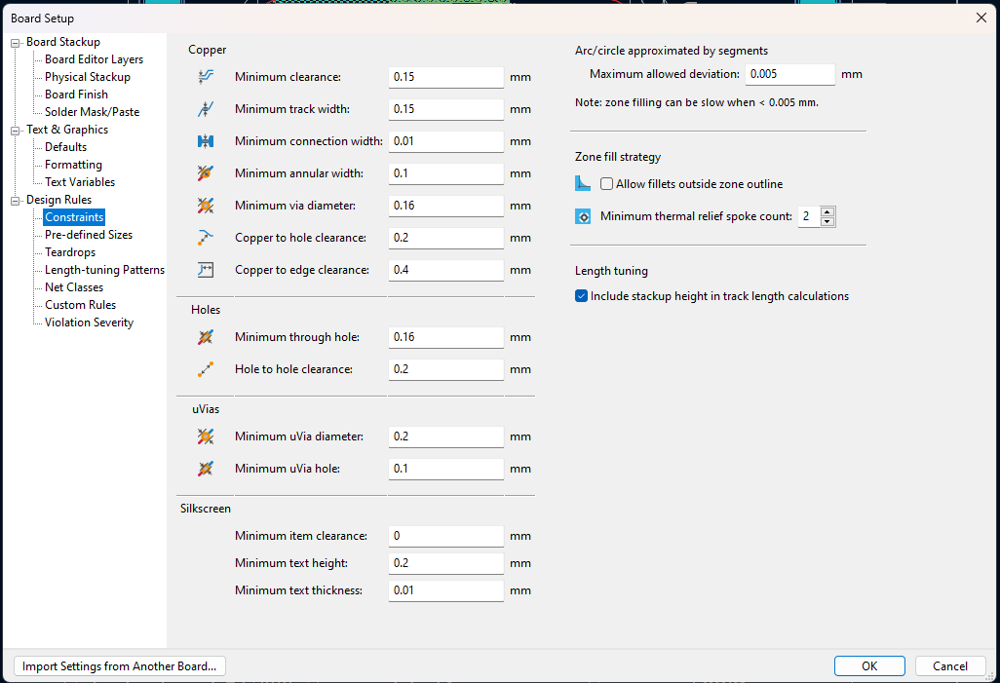 Board Setup
Board Stackup
Board Editor Layers
Physical Stackup
Board Finish
Solder Mask/Paste
Text & Graphics
Defaults
Formatting
Text Variables
Design Rules
Constraints
Pre-defined Sizes
Teardrops
Length-tuning Patterns
Net Classes
Custom Rules
Violation Severity
Copper
Minimum clearance: 0.15 mm
Minimum track width: 0.15 mm
Minimum connection width: 0.01 mm
Minimum annular width: 0.1 mm
Minimum via diameter: 0.16 mm
Copper to hole clearance: 0.2 mm
Copper to edge clearance: 0.4 mm
Holes
Minimum through hole: 0.16 mm
Hole to hole clearance: 0.2 mm
uVias
Minimum uVia diameter: 0.2 mm
Minimum uVia hole: 0.1 mm
Silkscreen
Minimum item clearance: 0 mm
Minimum text height: 0.2 mm
Minimum text thickness: 0.01 mm
Arc/circle approximated by segments
Maximum allowed deviation: 0.005 mm
Note: zone filling can be slow when < 0.005 mm.
Zone fill strategy
Allow fillets outside zone outline
Minimum thermal relief spoke count: 2
Length tuning
Include stackup height in track length calculations
Import Settings from Another Board...
OK
Cancel